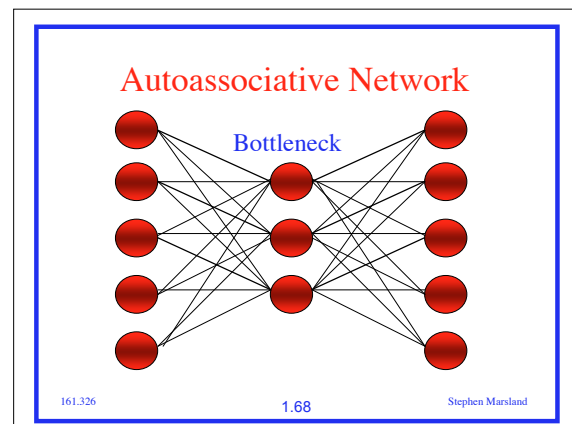 Autoassociative Network
Bottleneck
161.326
1.68
Stephen Marsland